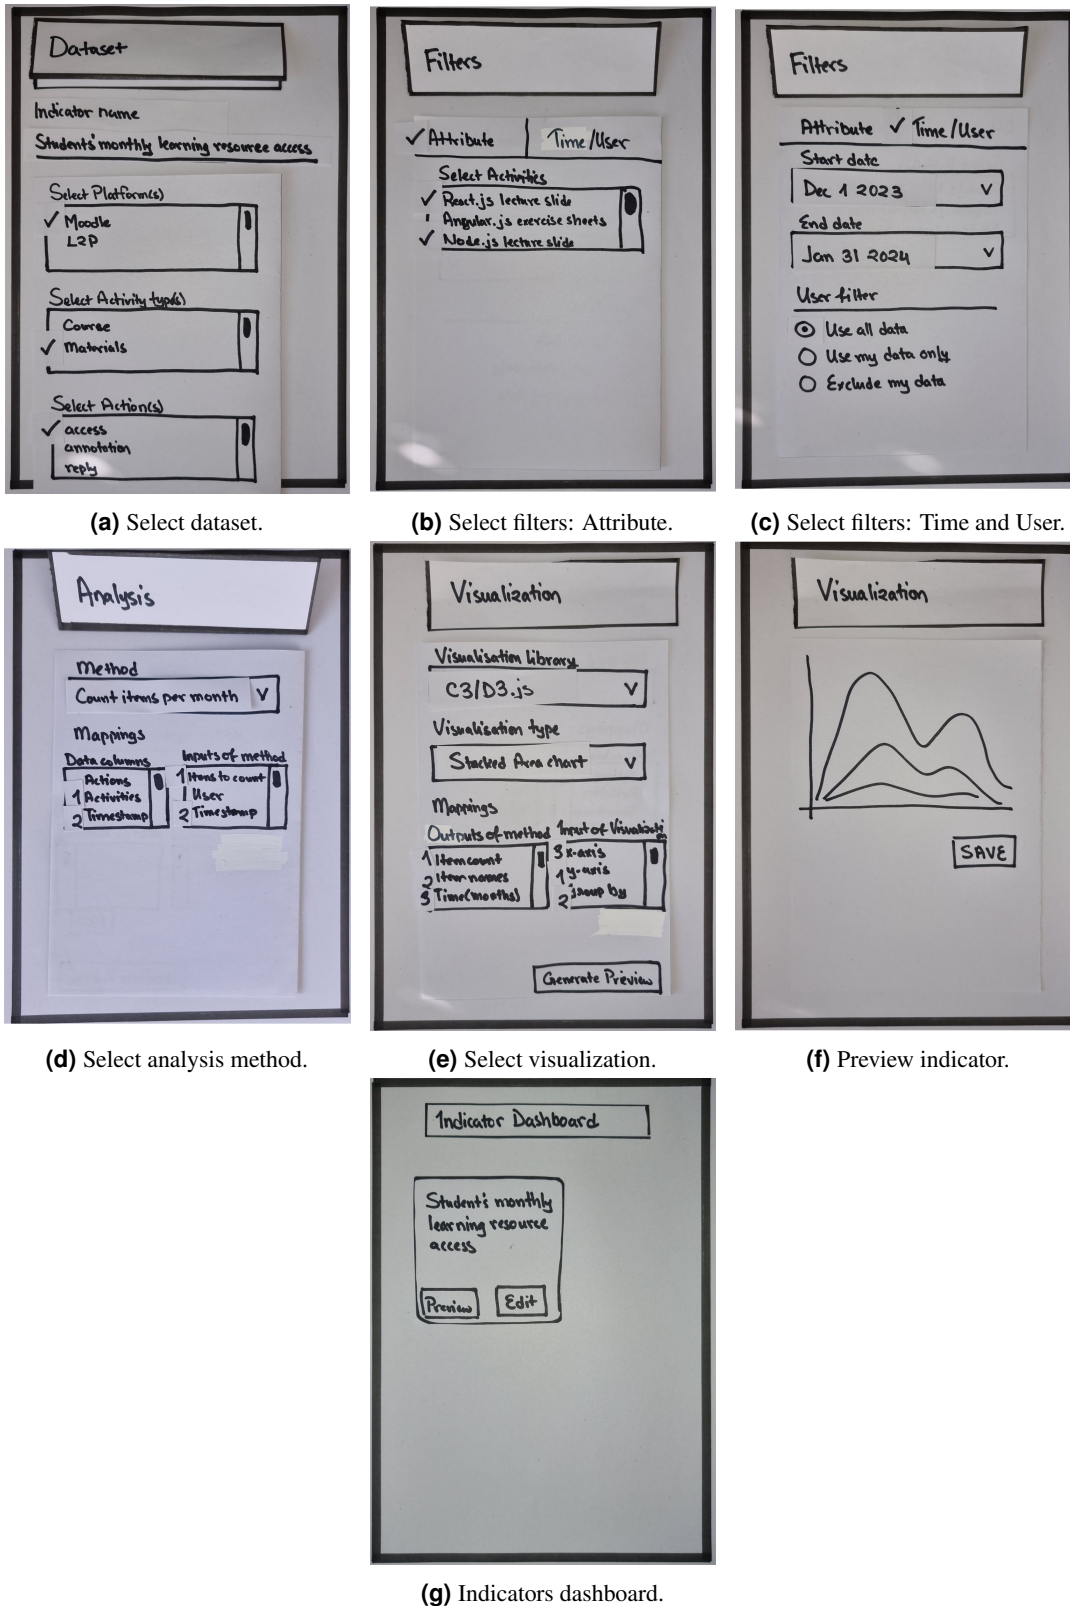 Dataset
Indicator name
Student's monthly learning resource access
Select Platform(s)
✓ Moodle
L2P
Select Activity type(s)
Course
✓ Materials
Select Action(s)
✓ access
annotation
reply
(a) Select dataset.
Filters
✓ Attribute Time/User
Select Activities
✓ React.js lecture slide
Angular.js exercise sheets
✓ Node.js lecture slide
(b) Select filters: Attribute.
Filters
Attribute ✓ Time/User
Start date
Dec 1 2023 V
End date
Jan 31 2024 V
User filter
Use all data
Use my data only
Exclude my data
(c) Select filters: Time and User.
Analysis
Method
Count items per month V
Mappings
Data columns Inputs of method
Actions 1 Items to count
1 Activities User
2 Timestamp 2 Timestamp
(d) Select analysis method.
Visualization
Visualisation library
C3/D3.js V
Visualisation type
Stacked Area chart V
Mappings
Outputs of method Input of Visualizati
1 Item count 3 x-axis
2 Item names 1 y-axis
3 Time(months) 2 group by
Generate Preview
(e) Select visualization.
Visualization
SAVE
(f) Preview indicator.
Indicator Dashboard
Student's monthly
learning resource
access
Preview Edit
(g) Indicators dashboard.